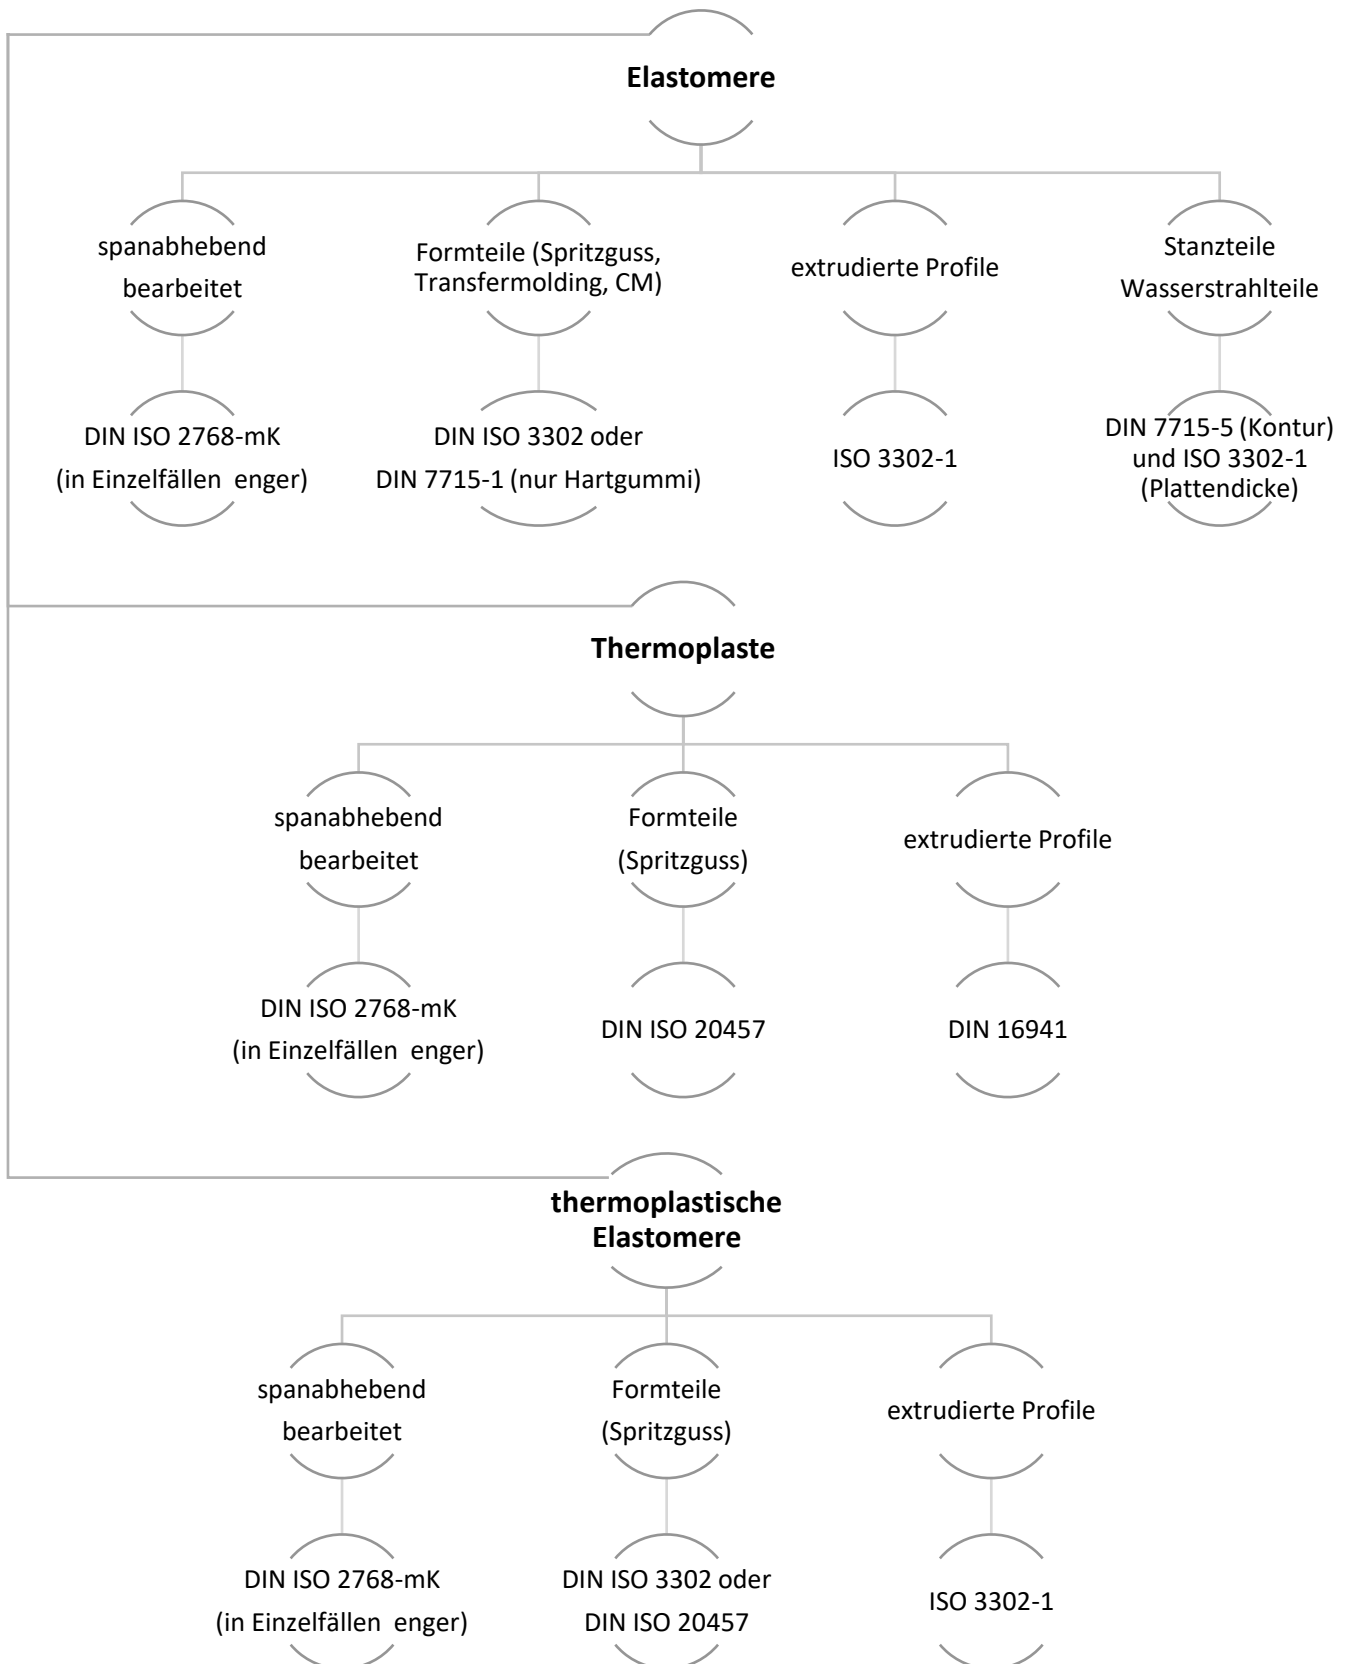 Elastomere
spanabhebend
bearbeitet
Formteile (Spritzguss,
Transfermolding, CM)
extrudierte Profile
Stanzteile
Wasserstrahlteile
DIN ISO 2768-mK
(in Einzelfällen  enger)
DIN ISO 3302 oder
DIN 7715-1 (nur Hartgummi)
ISO 3302-1
DIN 7715-5 (Kontur)
und ISO 3302-1
(Plattendicke)
Thermoplaste
spanabhebend
bearbeitet
Formteile
(Spritzguss)
extrudierte Profile
DIN ISO 2768-mK
(in Einzelfällen  enger)
DIN ISO 20457
DIN 16941
thermoplastische
Elastomere
spanabhebend
bearbeitet
Formteile
(Spritzguss)
extrudierte Profile
DIN ISO 2768-mK
(in Einzelfällen  enger)
DIN ISO 3302 oder
DIN ISO 20457
ISO 3302-1